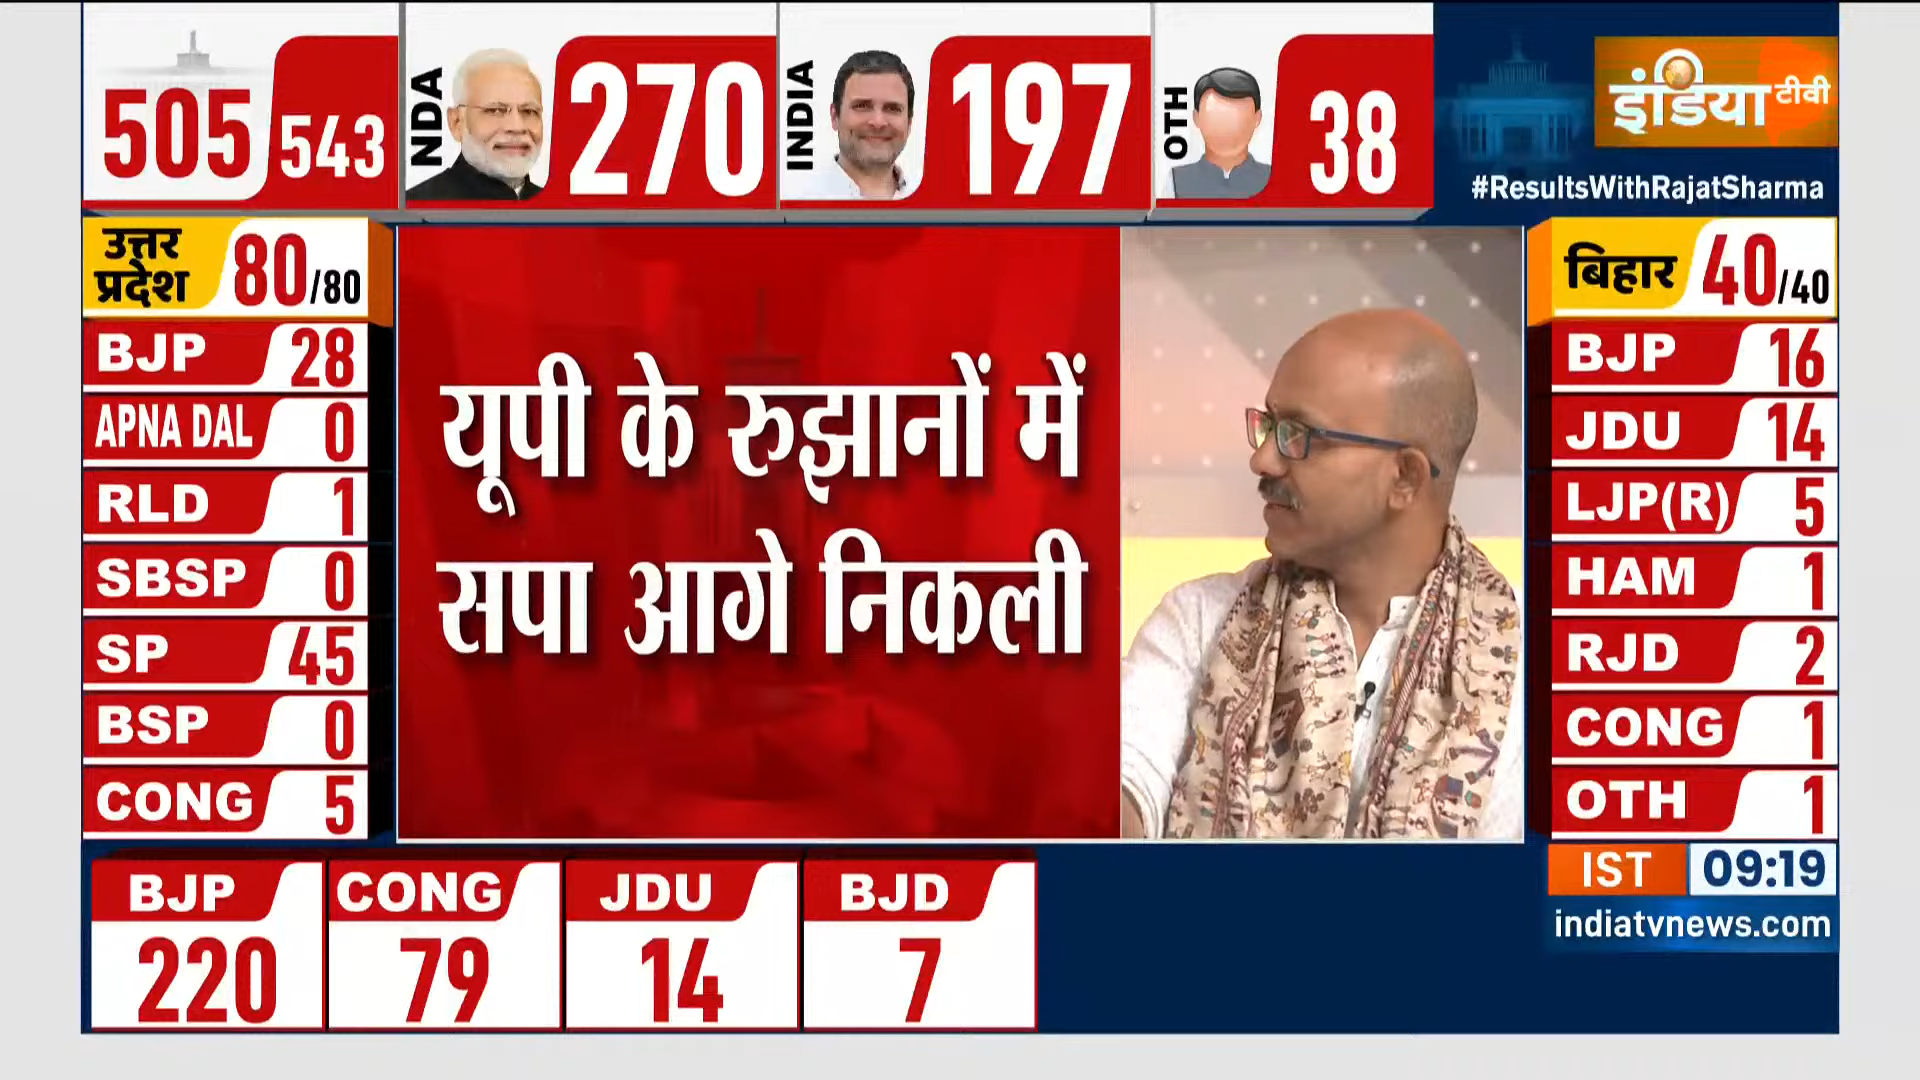 505
543
NDA
270
INDIA
197
OTH
38
इंडिया टीवी
#ResultsWithRajatSharma
उत्तर
प्रदेश
80/80
BJP 28
APNA DAL 0
RLD 1
SBSP 0
SP 45
BSP 0
CONG 5
यूपी के रुझानों में
सपा आगे निकली
बिहार 40/40
BJP 16
JDU 14
LJP(R) 5
HAM 1
RJD 2
CONG 1
OTH 1
IST 09:19
indiatvnews.com
BJP
220
CONG
79
JDU
14
BJD
7